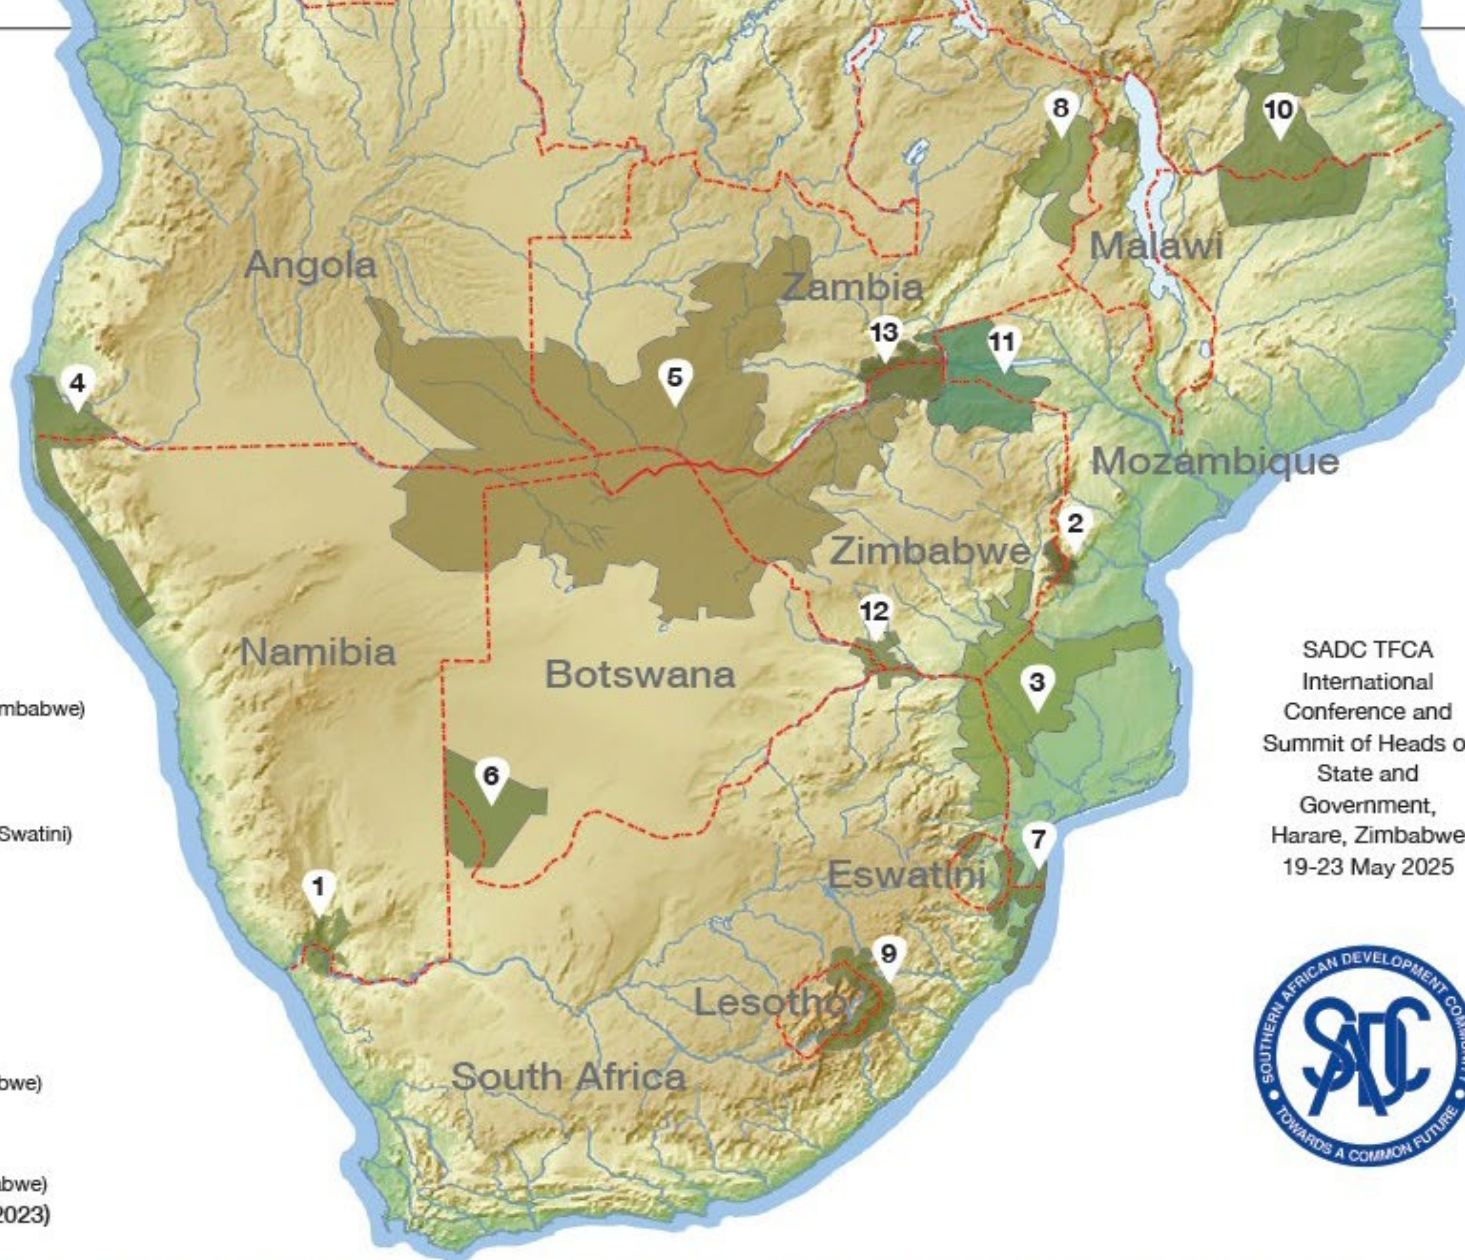 8
10
Angola
Malawi
Zambia
13
11
4
5
Mozambique
2
Zimbabwe
12
Namibia
Botswana
3
SADC TFCA
International
Conference and
Summit of Heads o
State and
Government,
Harare, Zimbabwe
19-23 May 2025
mbabwe)
6
Swatini)
7
Eswatini
1
9
Lesotho
South Africa
SOUTHERN AFRICAN DEVELOPMENT COMMUNITY
SADC
TOWARDS A COMMON FUTURE
bwe)
abwe)
2023)